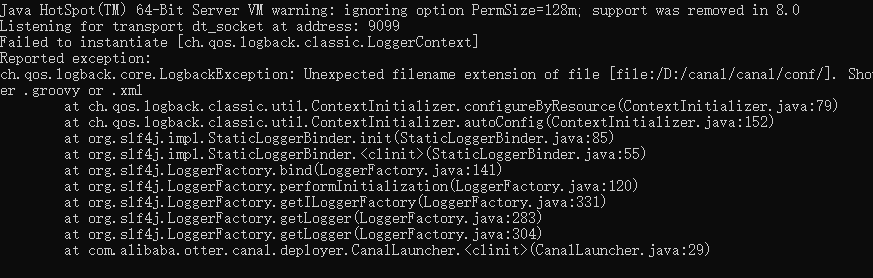 Java HotSpot(TM) 64-Bit Server VM warning: ignoring option PermSize=128m; support was removed in 8.0
Listening for transport dt_socket at address: 9099
Failed to instantiate [ch.qos.logback.classic.LoggerContext]
Reported exception:
ch.qos.logback.core.LogbackException: Unexpected filename extension of file [file:/D:/canal/canal/conf/]. Sho
er .groovy or .xml
        at ch.qos.logback.classic.util.ContextInitializer.configureByResource(ContextInitializer.java:79)
        at ch.qos.logback.classic.util.ContextInitializer.autoConfig(ContextInitializer.java:152)
        at org.slf4j.impl.StaticLoggerBinder.init(StaticLoggerBinder.java:85)
        at org.slf4j.impl.StaticLoggerBinder.<clinit>(StaticLoggerBinder.java:55)
        at org.slf4j.LoggerFactory.bind(LoggerFactory.java:141)
        at org.slf4j.LoggerFactory.performInitialization(LoggerFactory.java:120)
        at org.slf4j.LoggerFactory.getILoggerFactory(LoggerFactory.java:331)
        at org.slf4j.LoggerFactory.getLogger(LoggerFactory.java:283)
        at org.slf4j.LoggerFactory.getLogger(LoggerFactory.java:304)
        at com.alibaba.otter.canal.deployer.CanalLauncher.<clinit>(CanalLauncher.java:29)